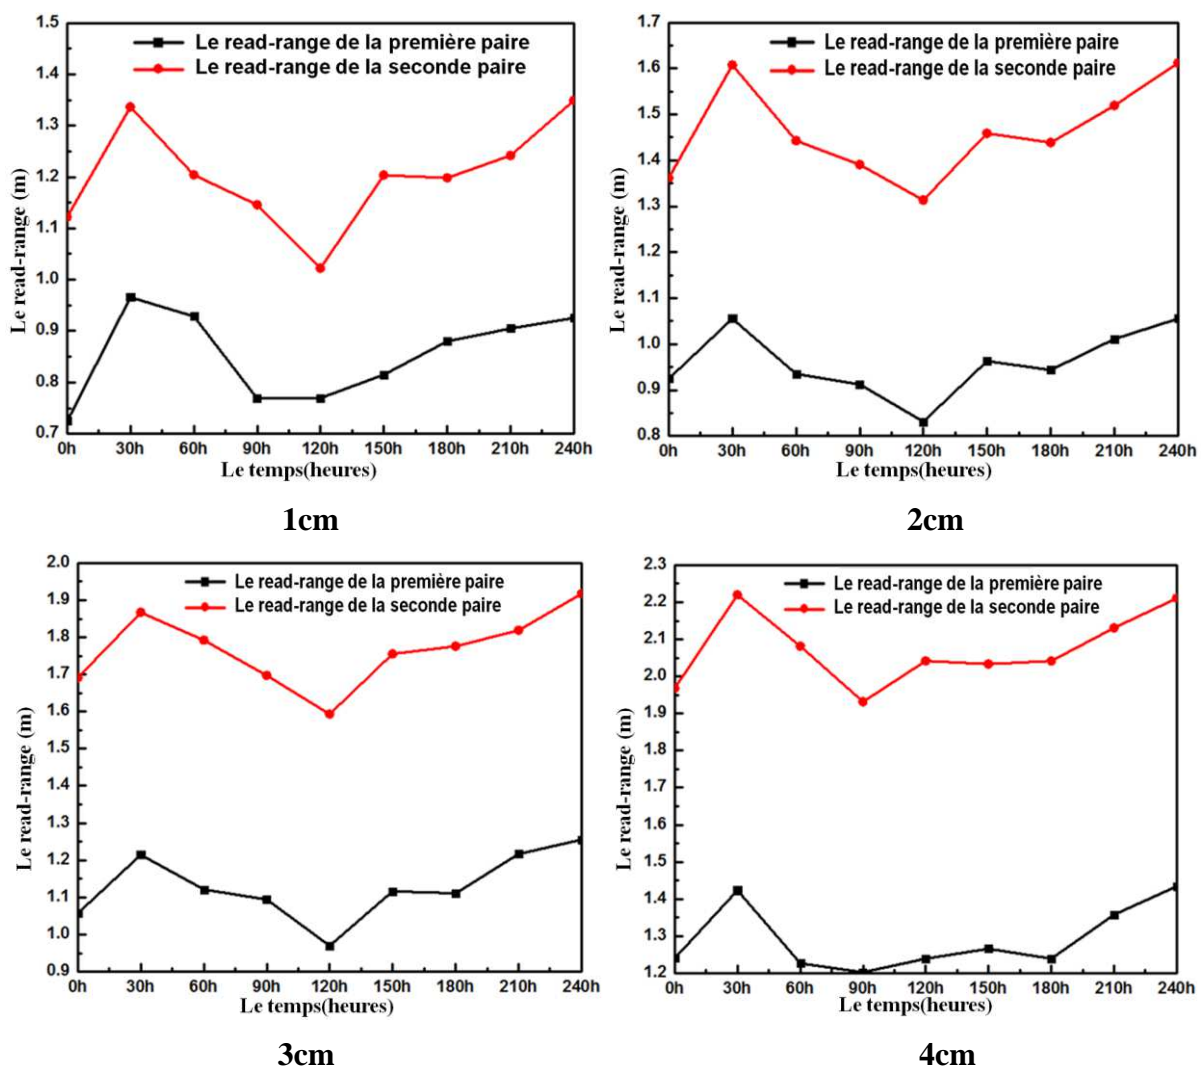 1.5
1.4
1.3
1.2
1.1
1.0
0.9
0.8
0.7
Le read-range (m)
Le read-range de la première paire
Le read-range de la seconde paire
0h 30h 60h 90h 120h 150h 180h 210h 240h
Le temps(heures)
1cm
1.7
1.6
1.5
1.4
1.3
1.2
1.1
1.0
0.9
0.8
Le read-range (m)
Le read-range de la première paire
Le read-range de la seconde paire
0h 30h 60h 90h 120h 150h 180h 210h 240h
Le temps(heures)
2cm
2.0
1.9
1.8
1.7
1.6
1.5
1.4
1.3
1.2
1.1
1.0
0.9
Le read-range (m)
Le read-range de la première paire
Le read-range de la seconde paire
0h 30h 60h 90h 120h 150h 180h 210h 240h
Le temps(heures)
3cm
2.3
2.2
2.1
2.0
1.9
1.8
1.7
1.6
1.5
1.4
1.3
1.2
Le read-range (m)
Le read-range de la première paire
Le read-range de la seconde paire
0h 30h 60h 90h 120h 150h 180h 210h 240h
Le temps(heures)
4cm